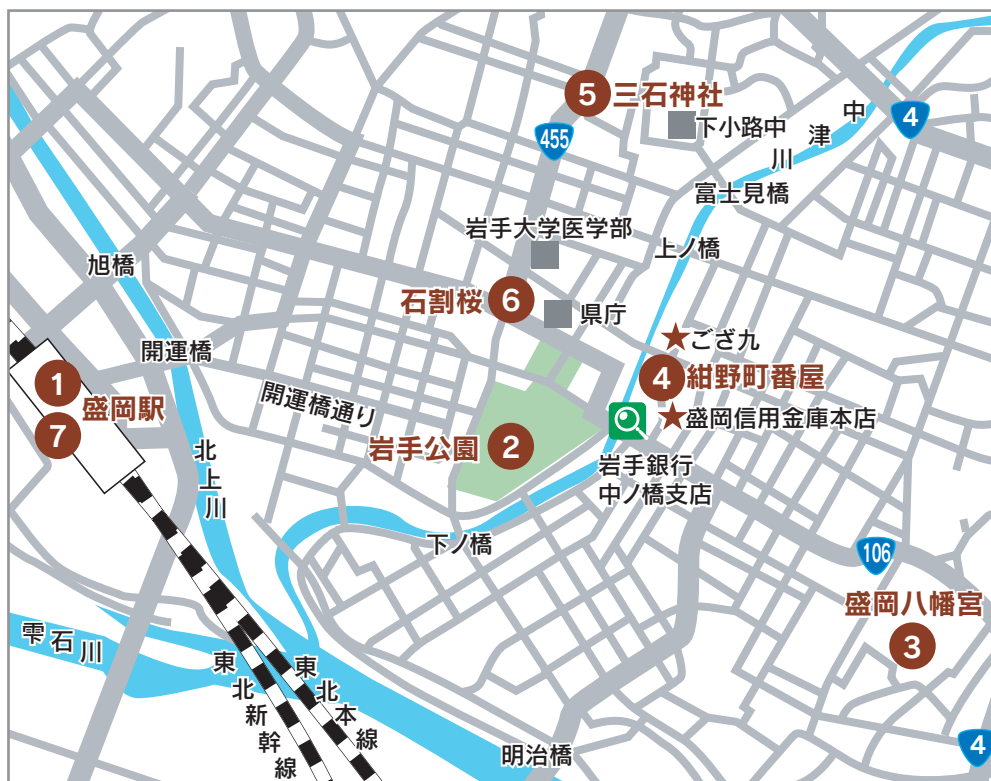 5
三石神社
下小路中
中津川
4
455
富士見橋
岩手大学医学部
上ノ橋
旭橋
石割桜
6
県庁
ござ九
開運橋
1
盛岡駅
7
4
紺野町番屋
開運橋通り
盛岡信用金庫本店
岩手公園
2
岩手銀行
中ノ橋支店
北上川
下ノ橋
106
盛岡八幡宮
3
雫石川
東北新幹線
東北本線
明治橋
4